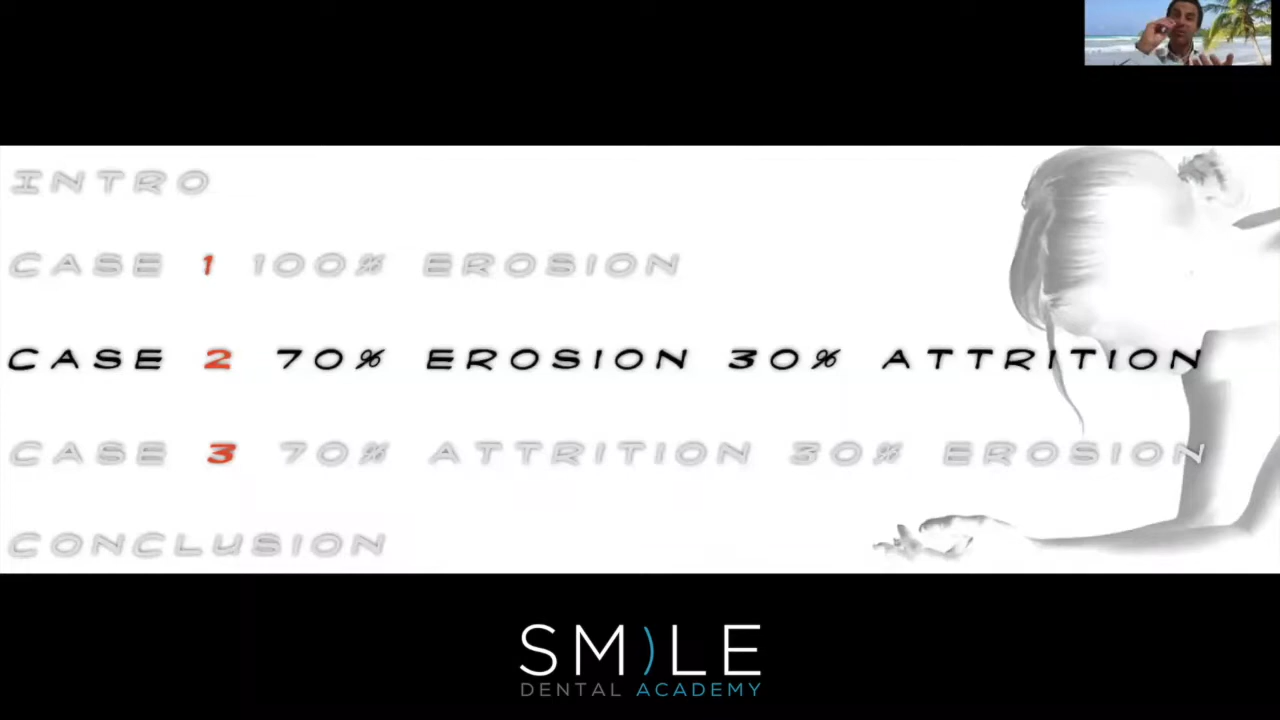 INTRO
CASE 1 100% EROSION
CASE 2 70% EROSION 30% ATTRITION
CASE 3 70% ATTRITION 30% EROSION
CONCLUSION
SM)LE
DENTAL ACADEMY